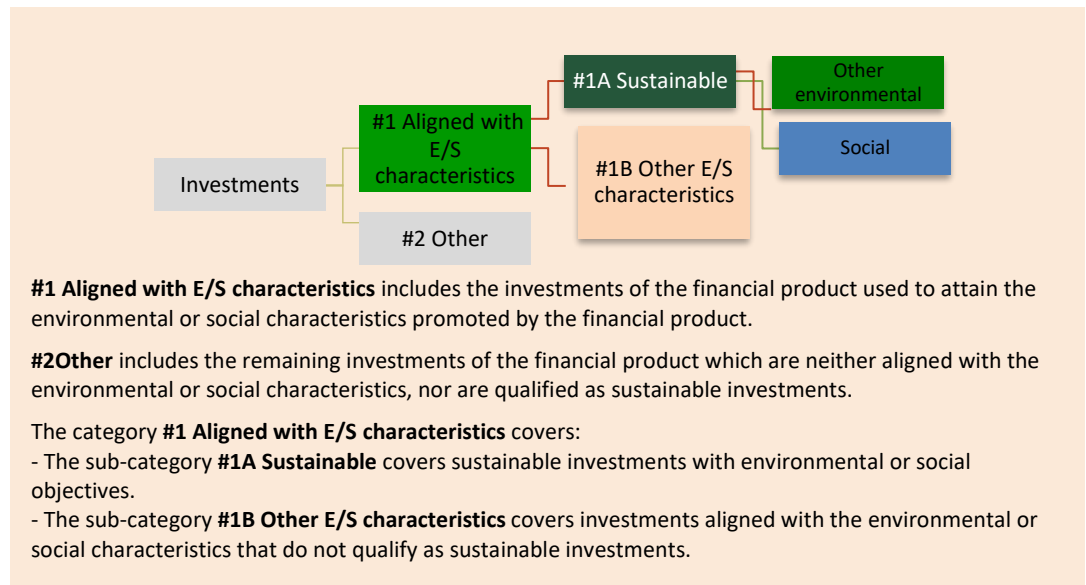 #1A Sustainable
Other
environmental
#1 Aligned with
E/S
characteristics
Social
#1B Other E/S
characteristics
Investments
#2 Other
#1 Aligned with E/S characteristics includes the investments of the financial product used to attain the
environmental or social characteristics promoted by the financial product.
#2Other includes the remaining investments of the financial product which are neither aligned with the
environmental or social characteristics, nor are qualified as sustainable investments.
The category #1 Aligned with E/S characteristics covers:
- The sub-category #1A Sustainable covers sustainable investments with environmental or social
objectives.
- The sub-category #1B Other E/S characteristics covers investments aligned with the environmental or
social characteristics that do not qualify as sustainable investments.